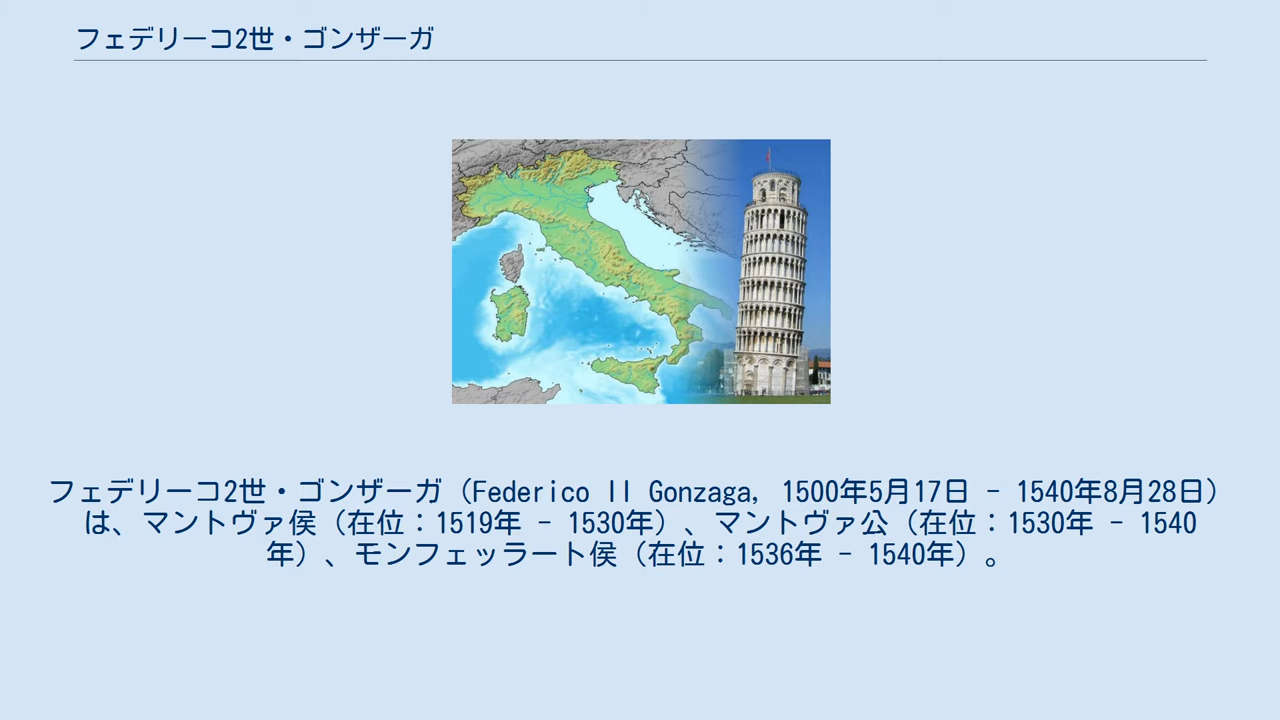 フェデリーコ2世・ゴンザーガ
フェデリーコ2世・ゴンザーガ（Federico II Gonzaga, 1500年5月17日 - 1540年8月28日）
は、マントヴァ侯（在位：1519年 - 1530年）、マントヴァ公（在位：1530年 - 1540
年）、モンフェッラート侯（在位：1536年 - 1540年）。